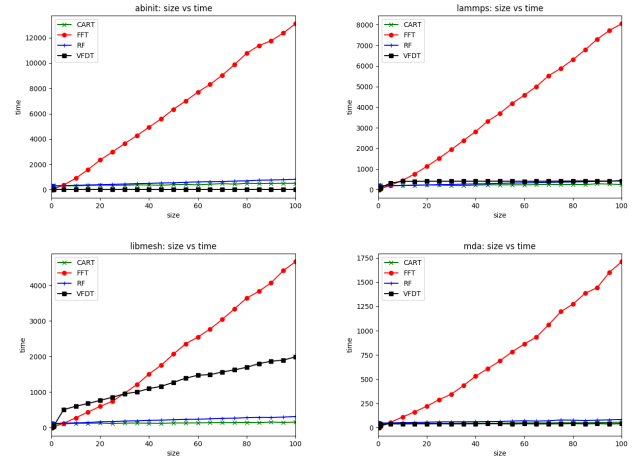 abinit: size vs time
CART
FFT
RF
VFDT
12000
10000
8000
6000
4000
2000
0
time
0 20 40 60 80 100
size
lammps: size vs time
CART
FFT
RF
VFDT
8000
7000
6000
5000
4000
3000
2000
1000
0
time
0 20 40 60 80 100
size
libmesh: size vs time
CART
FFT
RF
VFDT
4000
3000
2000
1000
0
time
0 20 40 60 80 100
size
mda: size vs time
CART
FFT
RF
VFDT
1750
1500
1250
1000
750
500
250
0
time
0 20 40 60 80 100
size